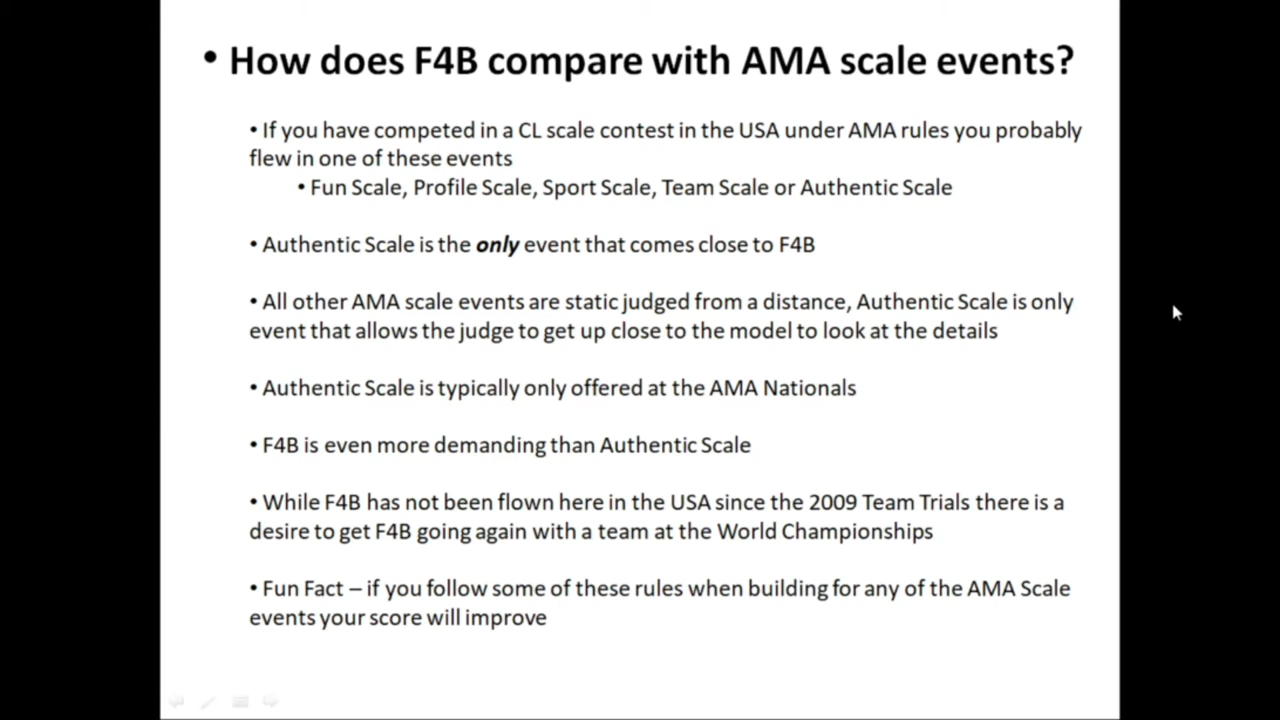 • How does F4B compare with AMA scale events?
• If you have competed in a CL scale contest in the USA under AMA rules you probably
flew in one of these events
• Fun Scale, Profile Scale, Sport Scale, Team Scale or Authentic Scale
• Authentic Scale is the only event that comes close to F4B
• All other AMA scale events are static judged from a distance, Authentic Scale is only
event that allows the judge to get up close to the model to look at the details
• Authentic Scale is typically only offered at the AMA Nationals
• F4B is even more demanding than Authentic Scale
• While F4B has not been flown here in the USA since the 2009 Team Trials there is a
desire to get F4B going again with a team at the World Championships
• Fun Fact – if you follow some of these rules when building for any of the AMA Scale
events your score will improve